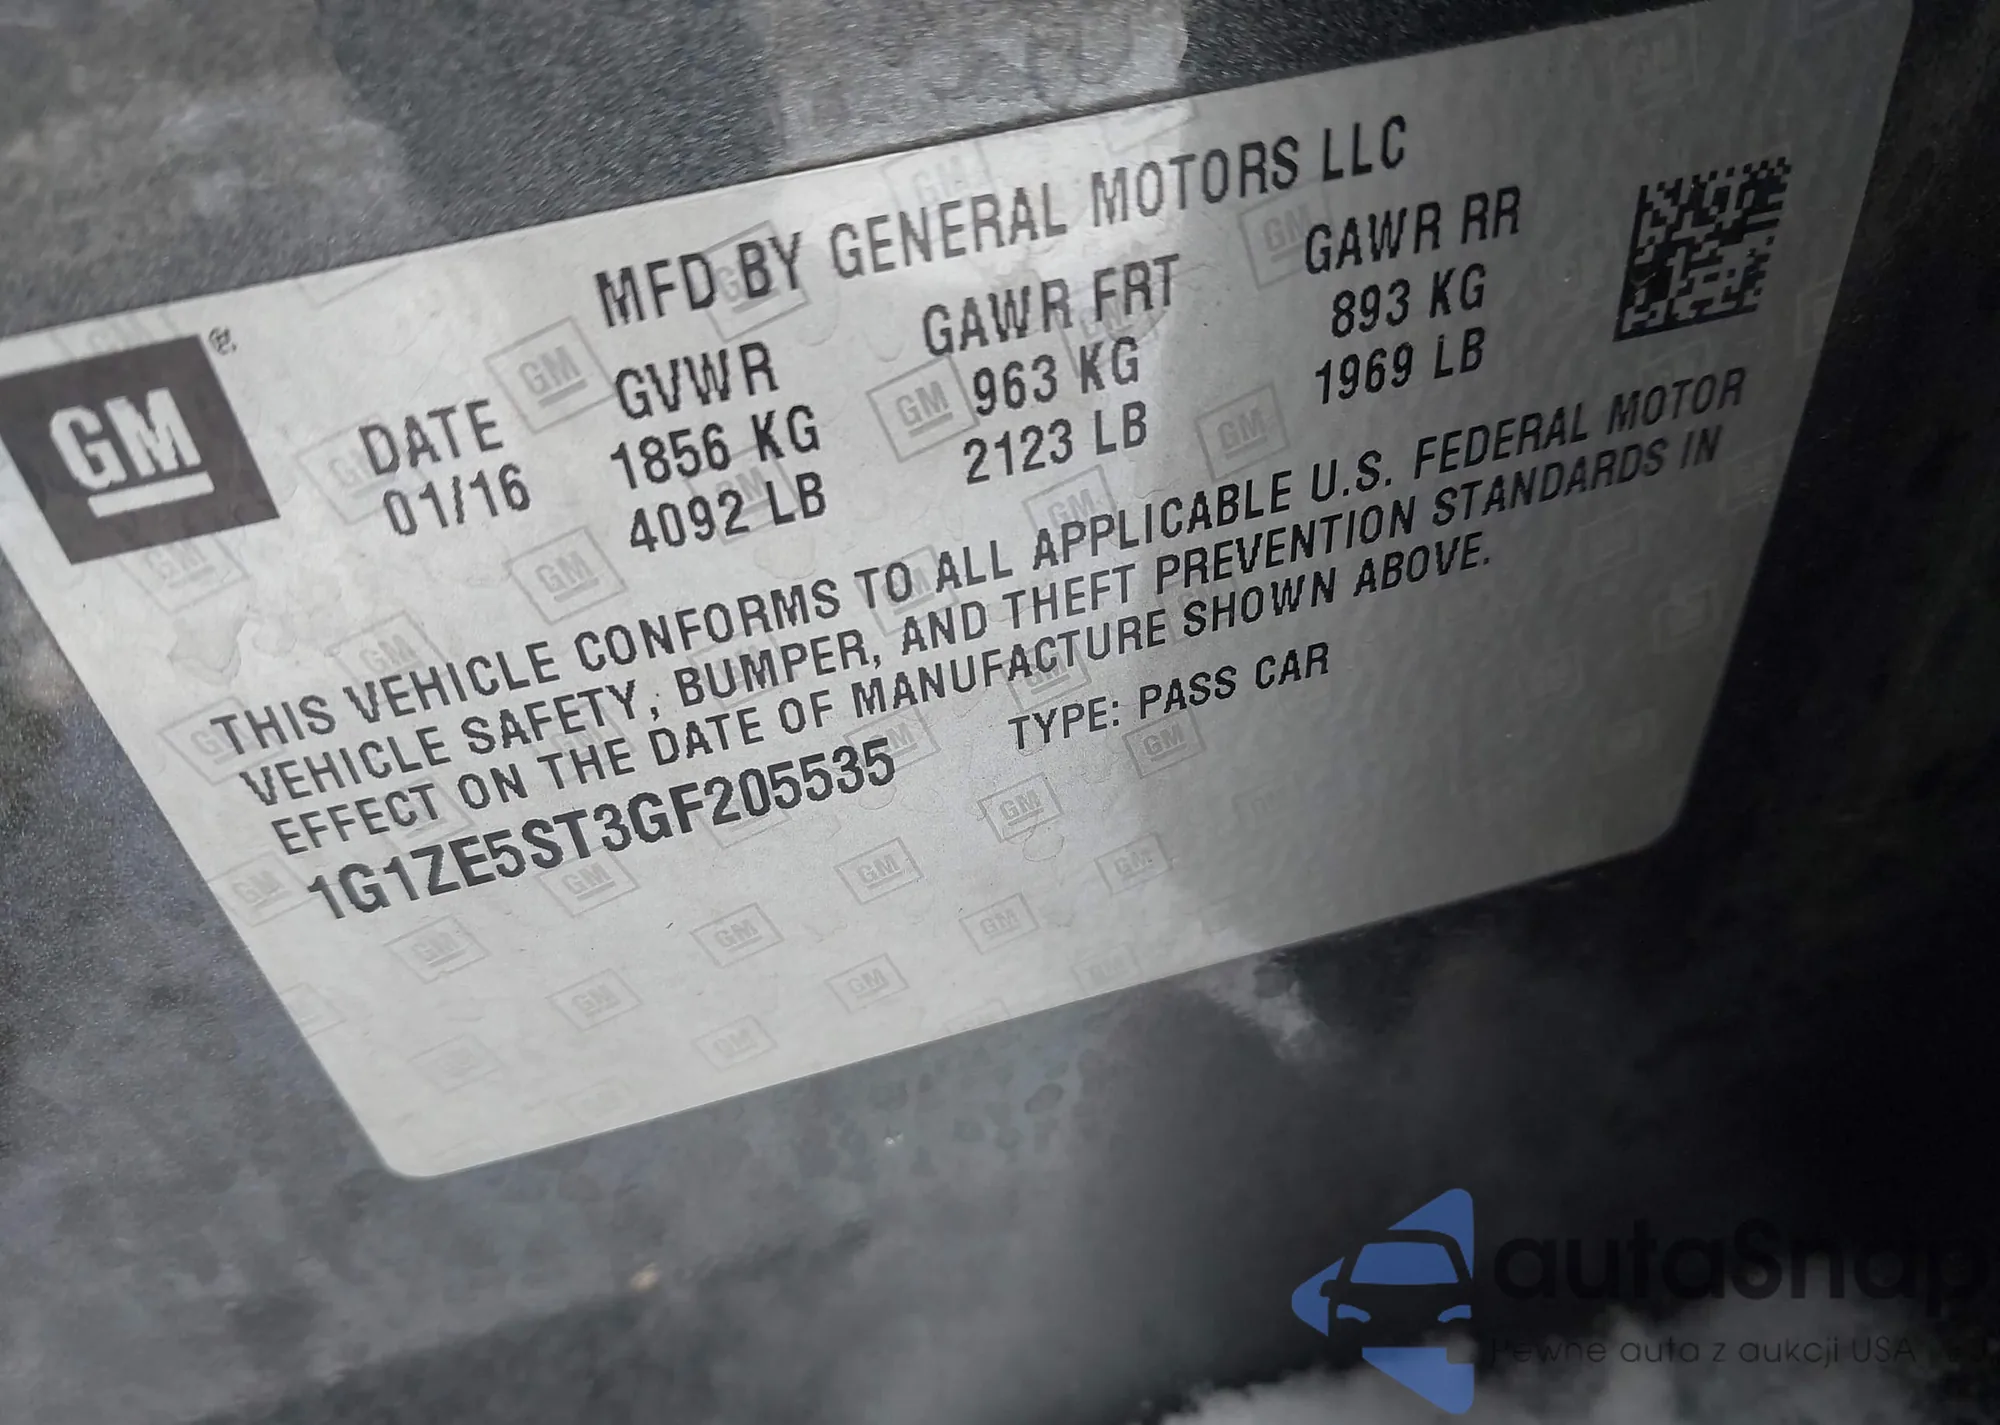 MFD BY GENERAL MOTORS LLC
GM®
DATE GVWR GAWR FRT GAWR RR
01/16 1856 KG 963 KG 893 KG
4092 LB 2123 LB 1969 LB
THIS VEHICLE CONFORMS TO ALL APPLICABLE U.S. FEDERAL MOTOR
VEHICLE SAFETY, BUMPER, AND THEFT PREVENTION STANDARDS IN
EFFECT ON THE DATE OF MANUFACTURE SHOWN ABOVE.
1G1ZE5ST3GF205535 TYPE: PASS CAR
autaSnap
Pewne auta z aukcji USA